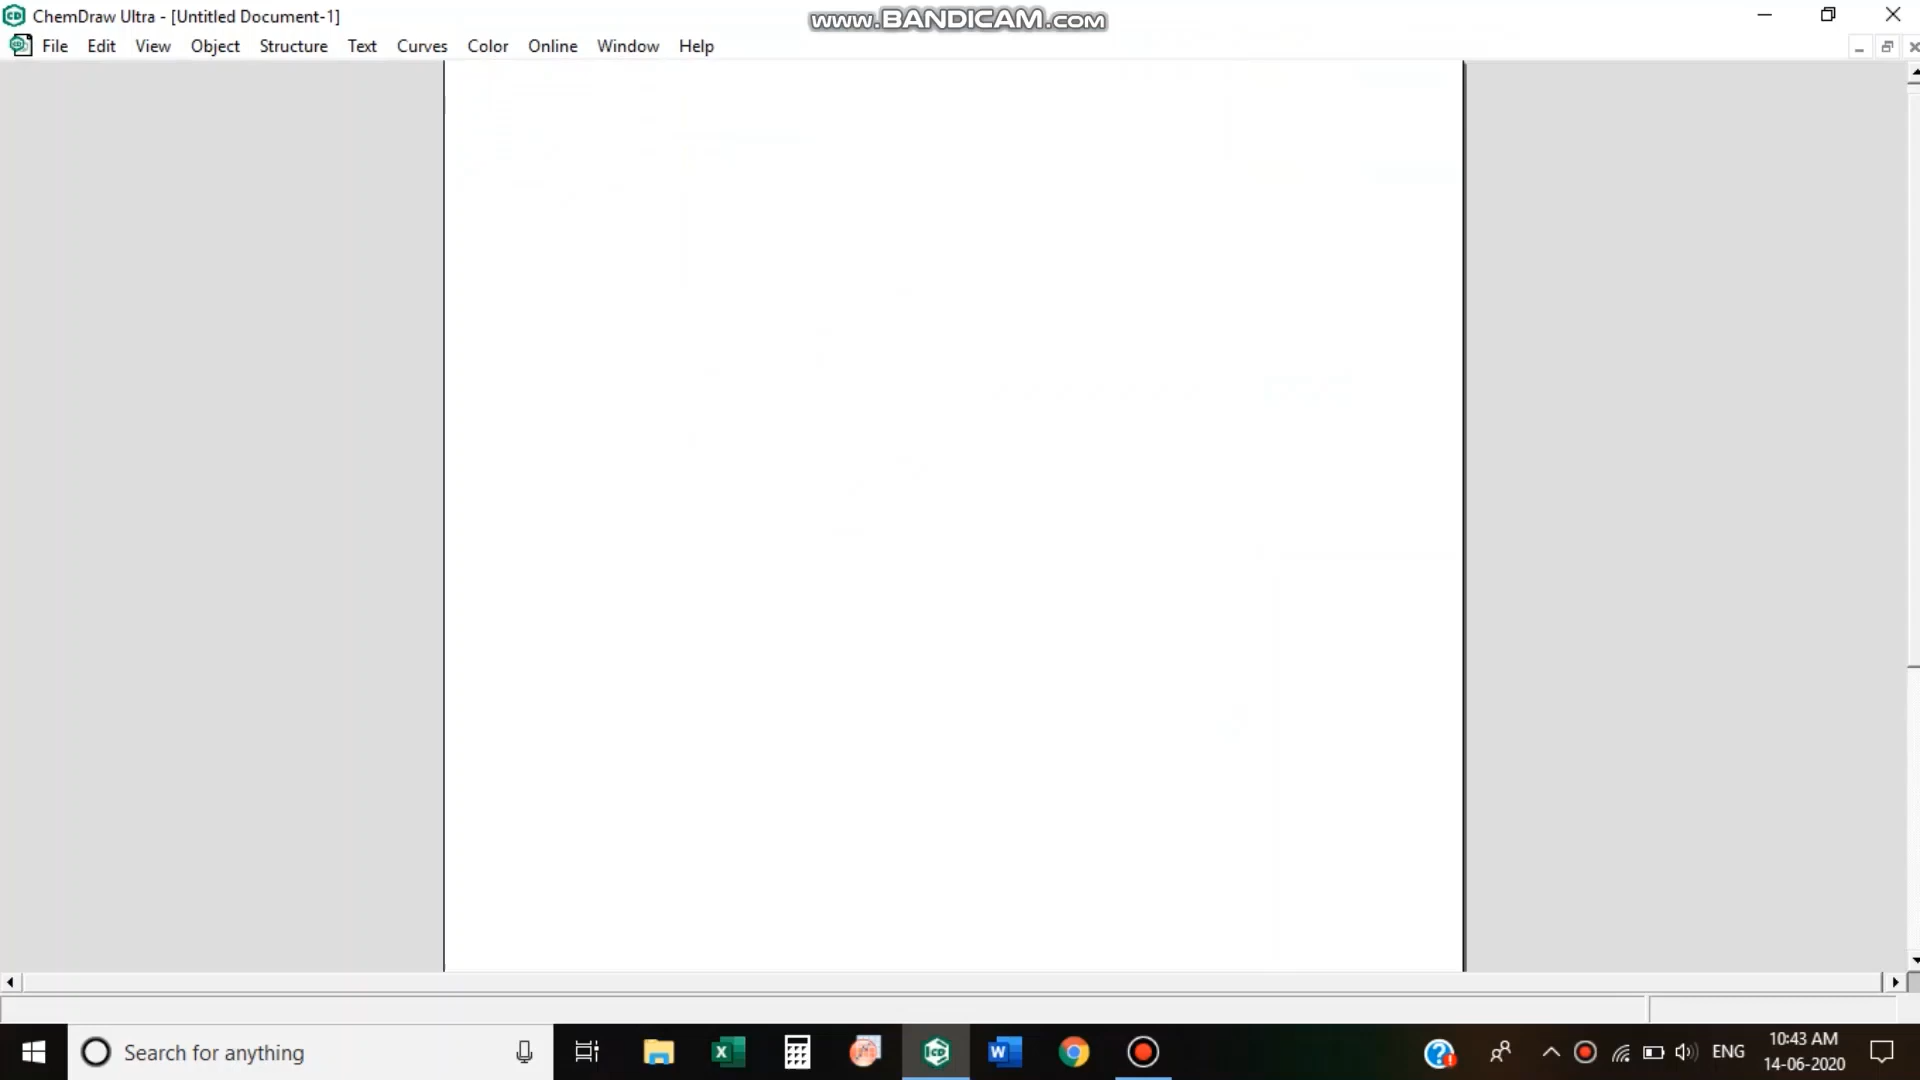 ChemDraw Ultra - [Untitled Document-1]
www.BANDICAM.com
File Edit View Object Structure Text Curves Color Online Window Help
Search for anything
ENG
10:43 AM
14-06-2020